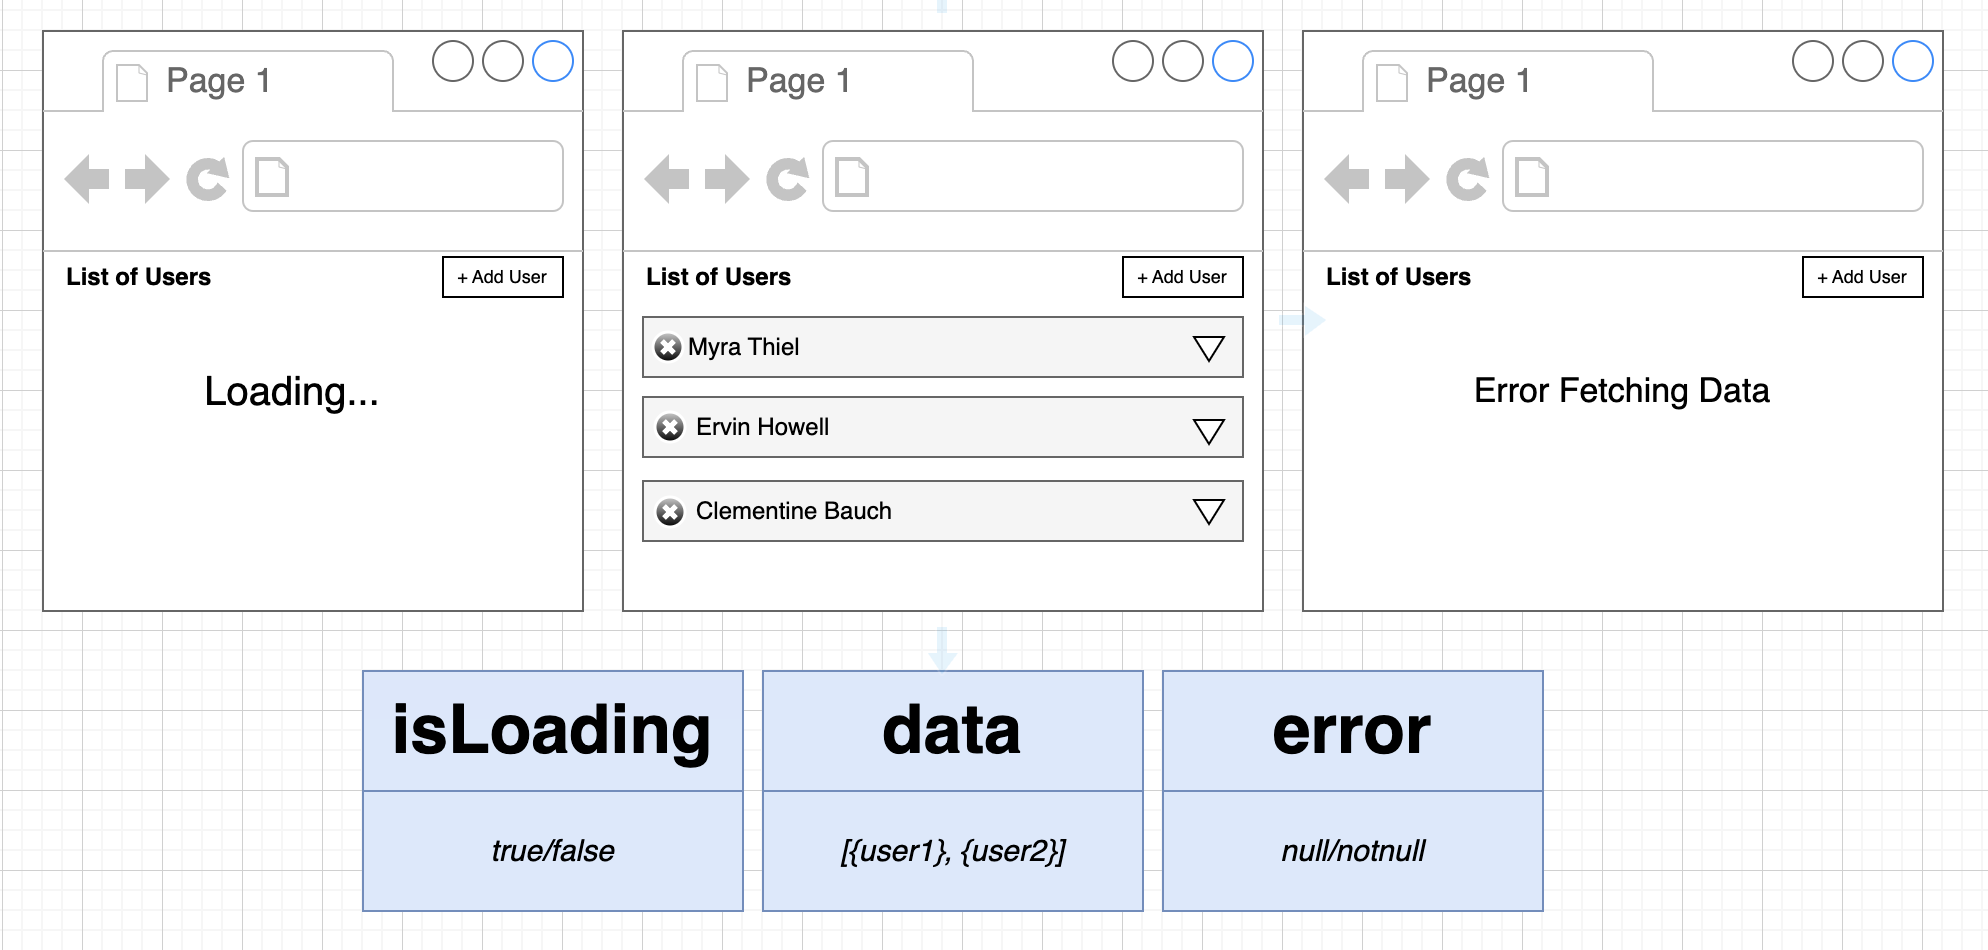 Page 1
List of Users
+ Add User
Loading...
Page 1
List of Users
+ Add User
Myra Thiel
Ervin Howell
Clementine Bauch
Page 1
List of Users
+ Add User
Error Fetching Data
isLoading
true/false
data
[{user1}, {user2}]
error
null/notnull